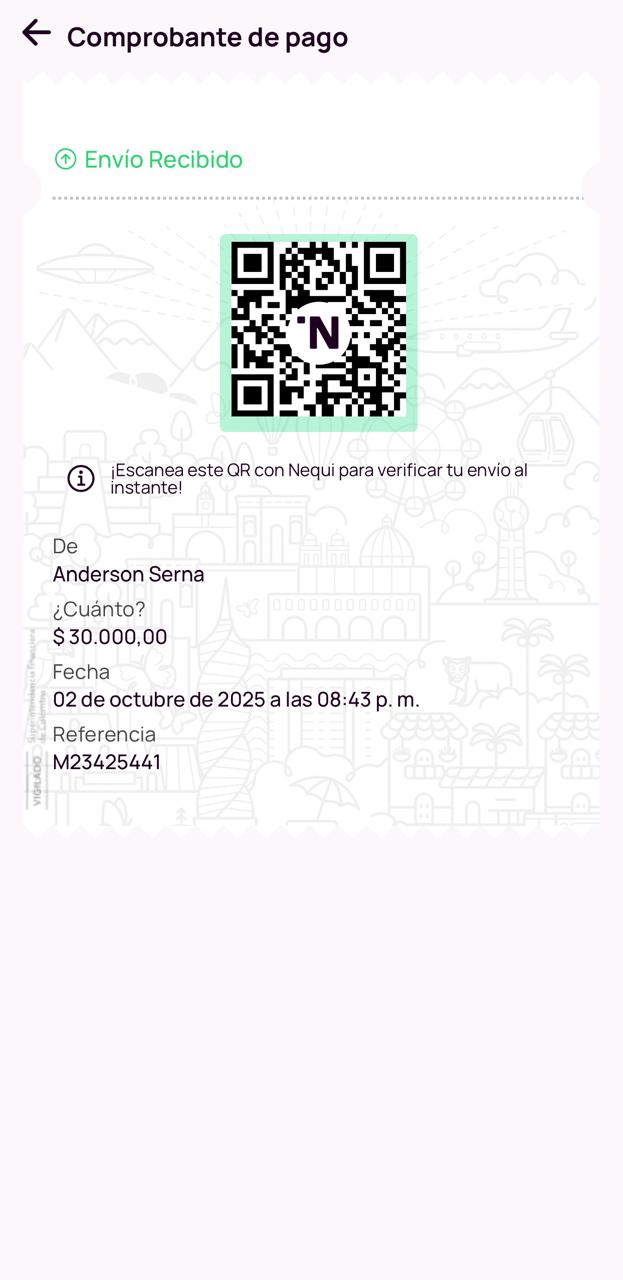 Comprobante de pago
Envío Recibido
N
¡Escanea este QR con Nequi para verificar tu envío al
instante!
De
Anderson Serna
¿Cuánto?
$ 30.000,00
Fecha
02 de octubre de 2025 a las 08:43 p. m.
Referencia
M23425441
VIGILADO
Superintendencia Financiera
de Colombia